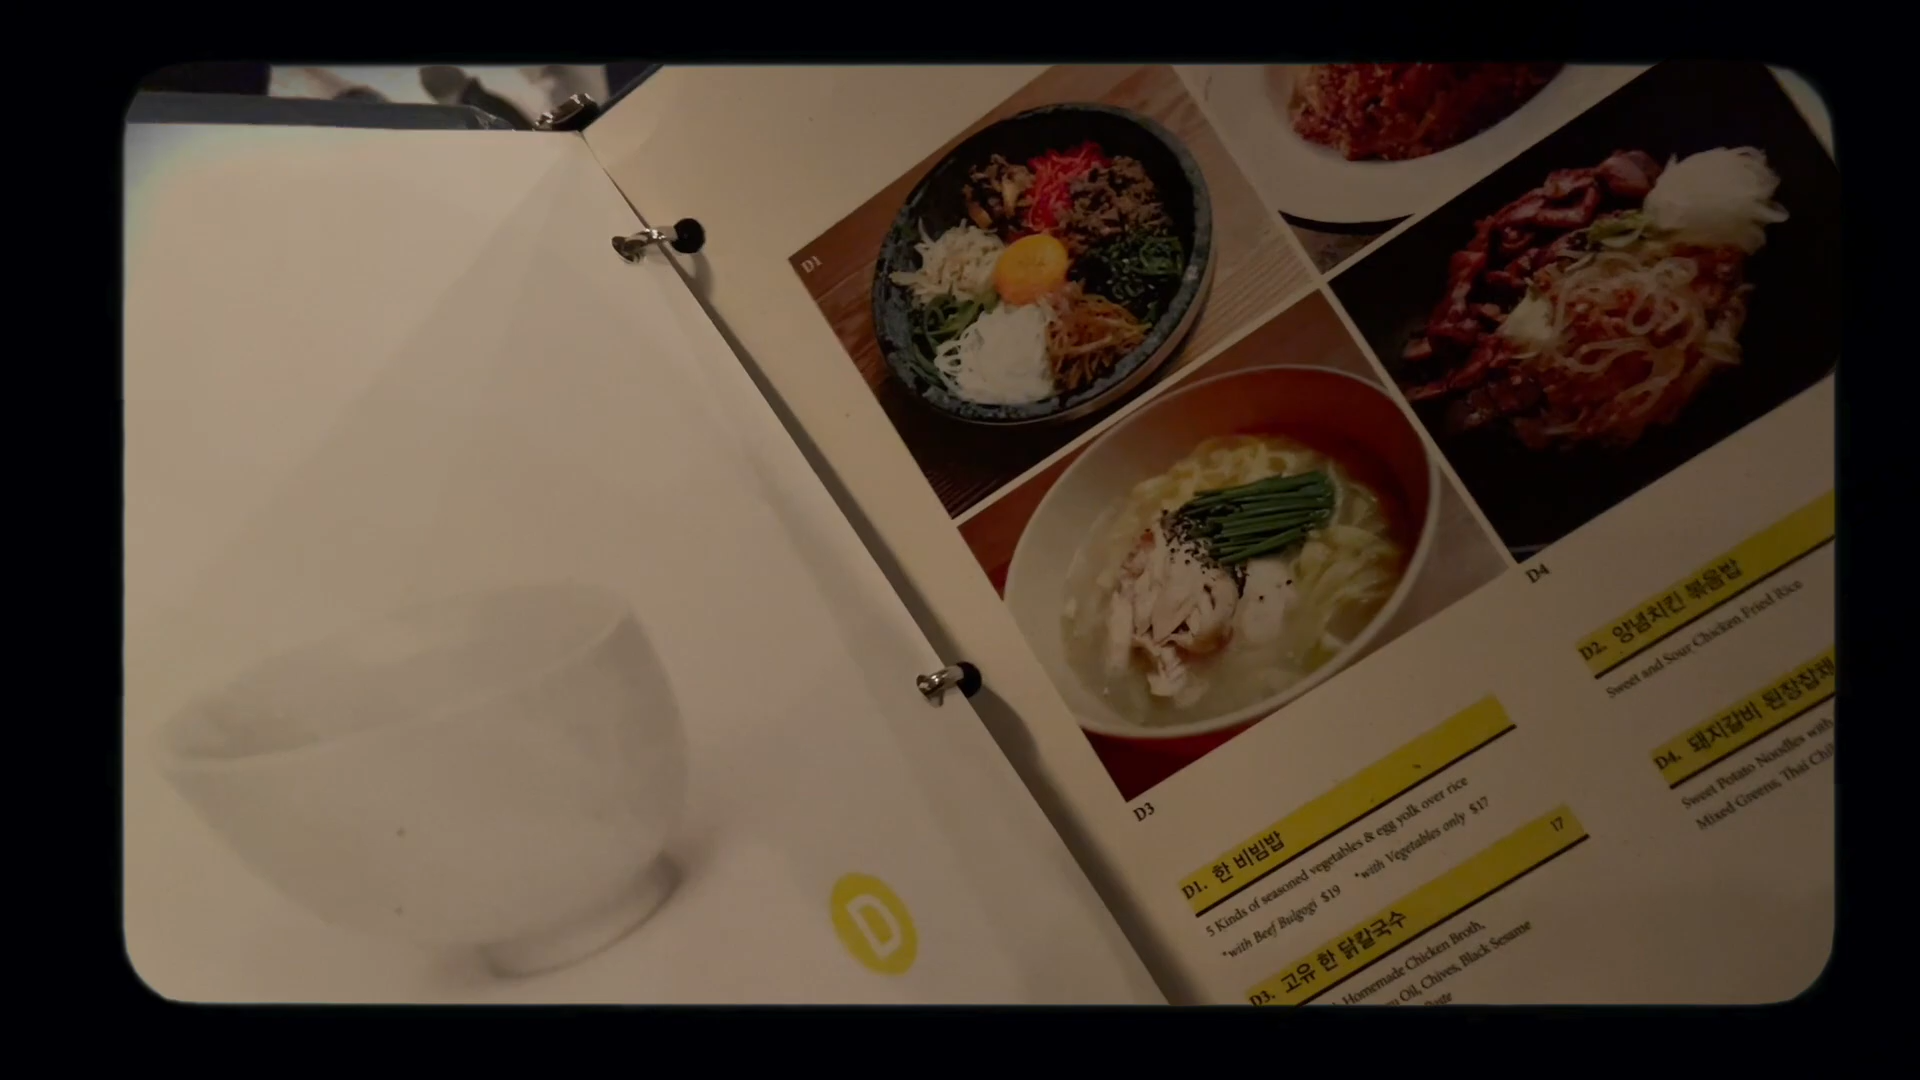 D1
D4
D3
D
D1. 한 비빔밥
5 Kinds of seasoned vegetables & egg yolk over rice
*with Beef Bulgogi $19 *with Vegetables only $17
D3. 고유 한 닭칼국수 17
Homemade Chicken Broth,
Oil, Chives, Black Sesame
D2. 양념치킨 볶음밥
Sweet and Sour Chicken Fried Rice
D4. 돼지갈비 된장잡채
Sweet Potato Noodles with
Mixed Greens, Thai